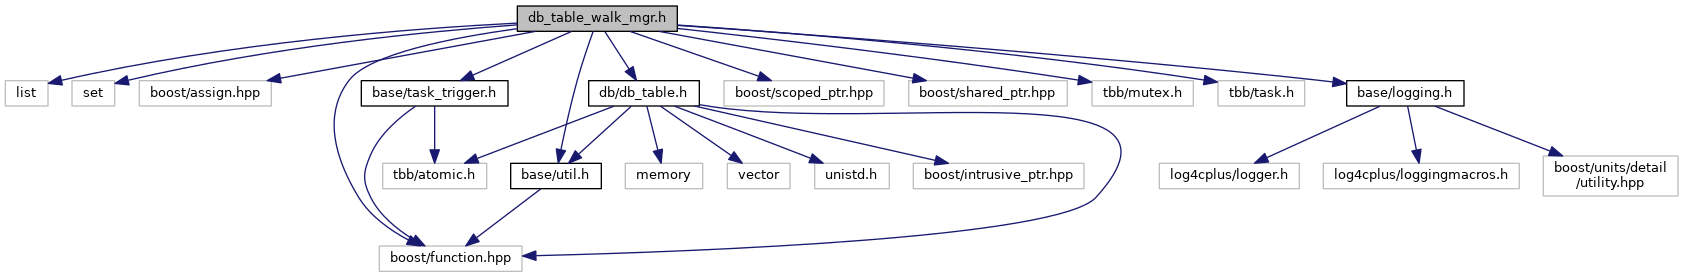 db_table_walk_mgr.h
list
set
boost/assign.hpp
base/task_trigger.h
db/db_table.h
boost/scoped_ptr.hpp
boost/shared_ptr.hpp
tbb/mutex.h
tbb/task.h
base/logging.h
tbb/atomic.h
base/util.h
memory
vector
unistd.h
boost/intrusive_ptr.hpp
log4cplus/logger.h
log4cplus/loggingmacros.h
boost/units/detail
/utility.hpp
boost/function.hpp